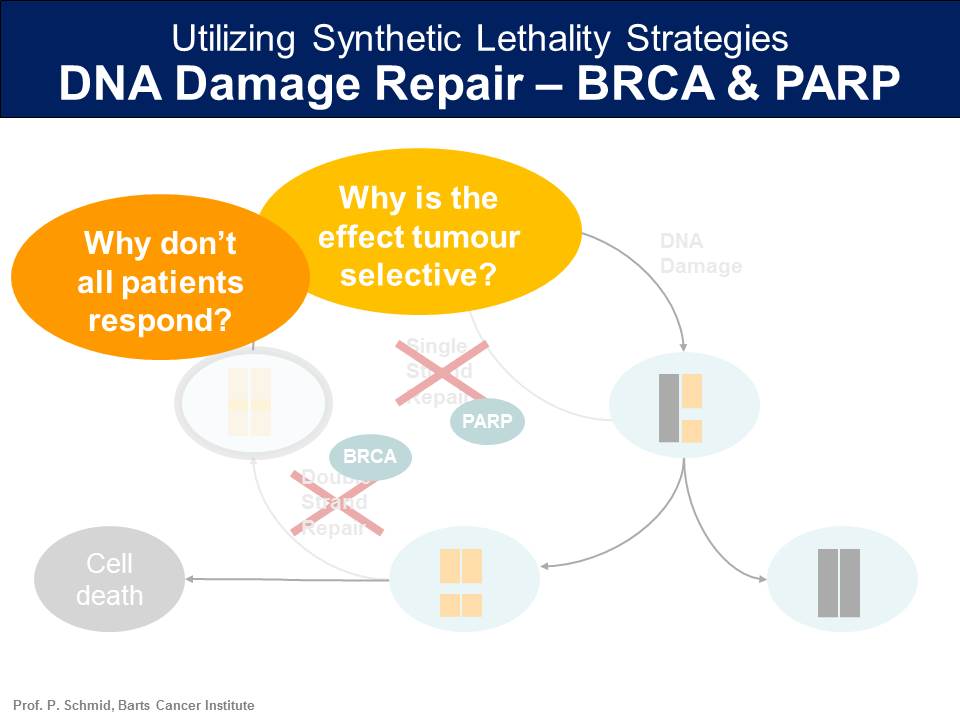 Utilizing Synthetic Lethality Strategies
DNA Damage Repair – BRCA & PARP
Why is the
effect tumour
selective?
Why don’t
all patients
respond?
DNA
Damage
Single
Strand
Repair
PARP
BRCA
Double
Strand
Repair
Cell
death
Prof. P. Schmid, Barts Cancer Institute